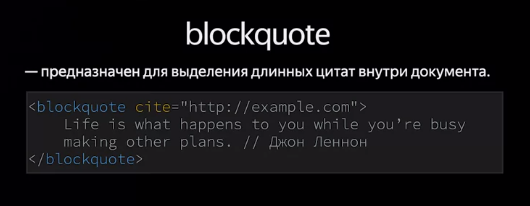 blockquote
— предназначен для выделения длинных цитат внутри документа.
<blockquote cite="http://example.com">
Life is what happens to you while you're busy
making other plans. // Джон Леннон
</blockquote>